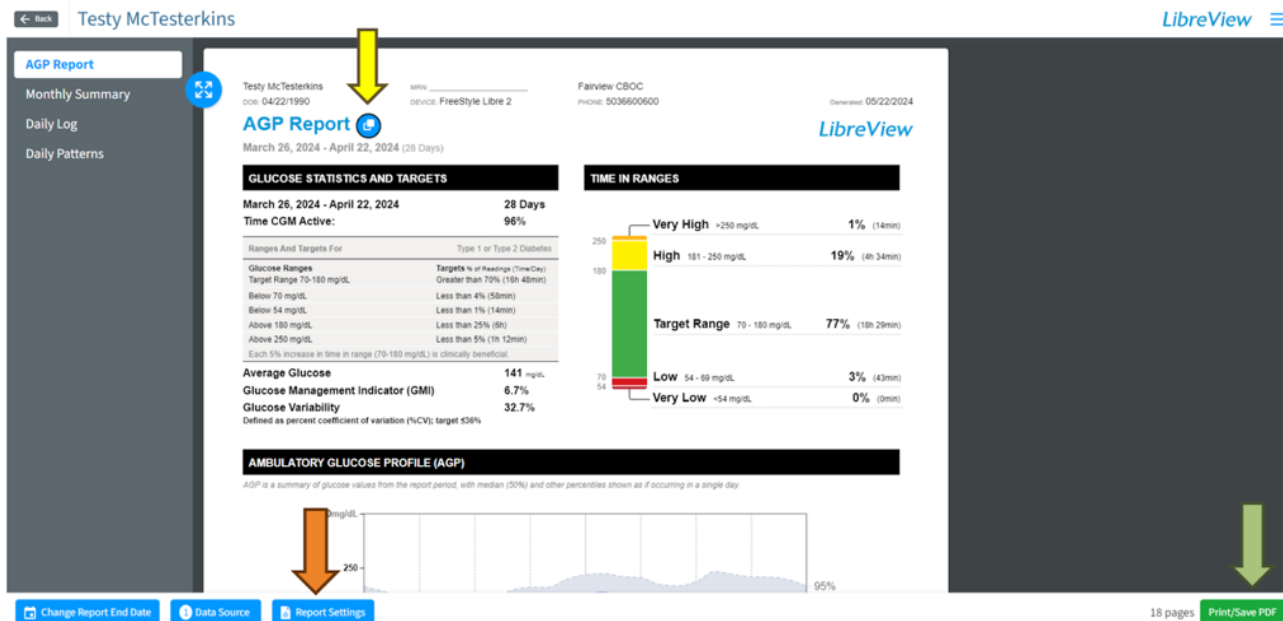 ← Back Testy McTesterkins LibreView
AGP Report
Monthly Summary
Daily Log
Daily Patterns
Testy McTesterkins MRN: Fairview CBOC
DOB: 04/22/1990 DEVICE: FreeStyle Libre 2 PHONE: 5036600600 Generated: 05/22/2024
AGP Report LibreView
March 26, 2024 - April 22, 2024 (28 Days)
GLUCOSE STATISTICS AND TARGETS
March 26, 2024 - April 22, 2024 28 Days
Time CGM Active: 96%
Ranges And Targets For Type 1 or Type 2 Diabetes
Glucose Ranges Targets % of Readings (Time/Day)
Target Range 70-180 mg/dL Greater than 70% (16h 48min)
Below 70 mg/dL Less than 4% (58min)
Below 54 mg/dL Less than 1% (14min)
Above 180 mg/dL Less than 25% (6h)
Above 250 mg/dL Less than 5% (1h 12min)
Each 5% increase in time in range (70-180 mg/dL) is clinically beneficial.
Average Glucose 141 mg/dL
Glucose Management Indicator (GMI) 6.7%
Glucose Variability 32.7%
Defined as percent coefficient of variation (%CV); target ≤36%
TIME IN RANGES
Very High >250 mg/dL 1% (14min)
250
High 181 - 250 mg/dL 19% (4h 34min)
180
Target Range 70 - 180 mg/dL 77% (18h 29min)
70 Low 54 - 69 mg/dL 3% (43min)
54
Very Low <54 mg/dL 0% (0min)
AMBULATORY GLUCOSE PROFILE (AGP)
AGP is a summary of glucose values from the report period, with median (50%) and other percentiles shown as if occurring in a single day.
0mg/dL
250
95%
Change Report End Date Data Source Report Settings 18 pages Print/Save PDF